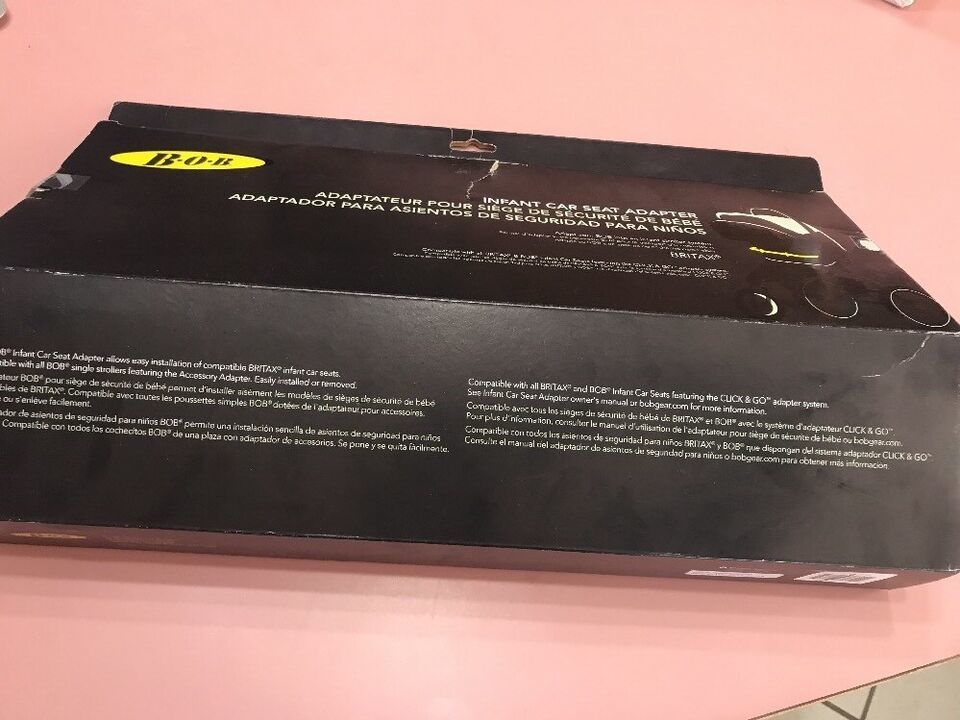 B·O·B
INFANT CAR SEAT ADAPTER
ADAPTATEUR POUR SIÈGE DE SÉCURITÉ DE BÉBÉ
ADAPTADOR PARA ASIENTOS DE SEGURIDAD PARA NIÑOS
BRITAX®
Infant Car Seat Adapter allows easy installation of compatible BRITAX® infant car seats.
with all BOB® single strollers featuring the Accessory Adapter. Easily installed or removed.
BOB® pour siège de sécurité de bébé permet d'installer aisément les modèles de sièges de sécurité de bébé
de BRITAX®. Compatible avec toutes les poussettes simples BOB® dotées de l'adaptateur pour accessoires.
ou s'enlève facilement.
de asientos de seguridad para niños BOB® permite una instalación sencilla de asientos de seguridad para niños
Compatible con todos los cochecitos BOB® de una plaza con adaptador de accesorios. Se pone y se quita fácilmente.
Compatible with all BRITAX® and BOB® Infant Car Seats featuring the CLICK & GO™ adapter system.
See Infant Car Seat Adapter owner's manual or bobgear.com for more information.
Compatible avec tous les sièges de sécurité de bébé de BRITAX® et BOB® avec le système d'adaptateur CLICK & GO™.
Pour plus d'information, consulter le manuel d'utilisation de l'adaptateur pour siège de sécurité de bébé ou bobgear.com.
Compatible con todos los asientos de seguridad para niños BRITAX® y BOB® que dispongan del sistema adaptador CLICK & GO™.
Consulte el manual del adaptador de asientos de seguridad para niños o bobgear.com para obtener más información.